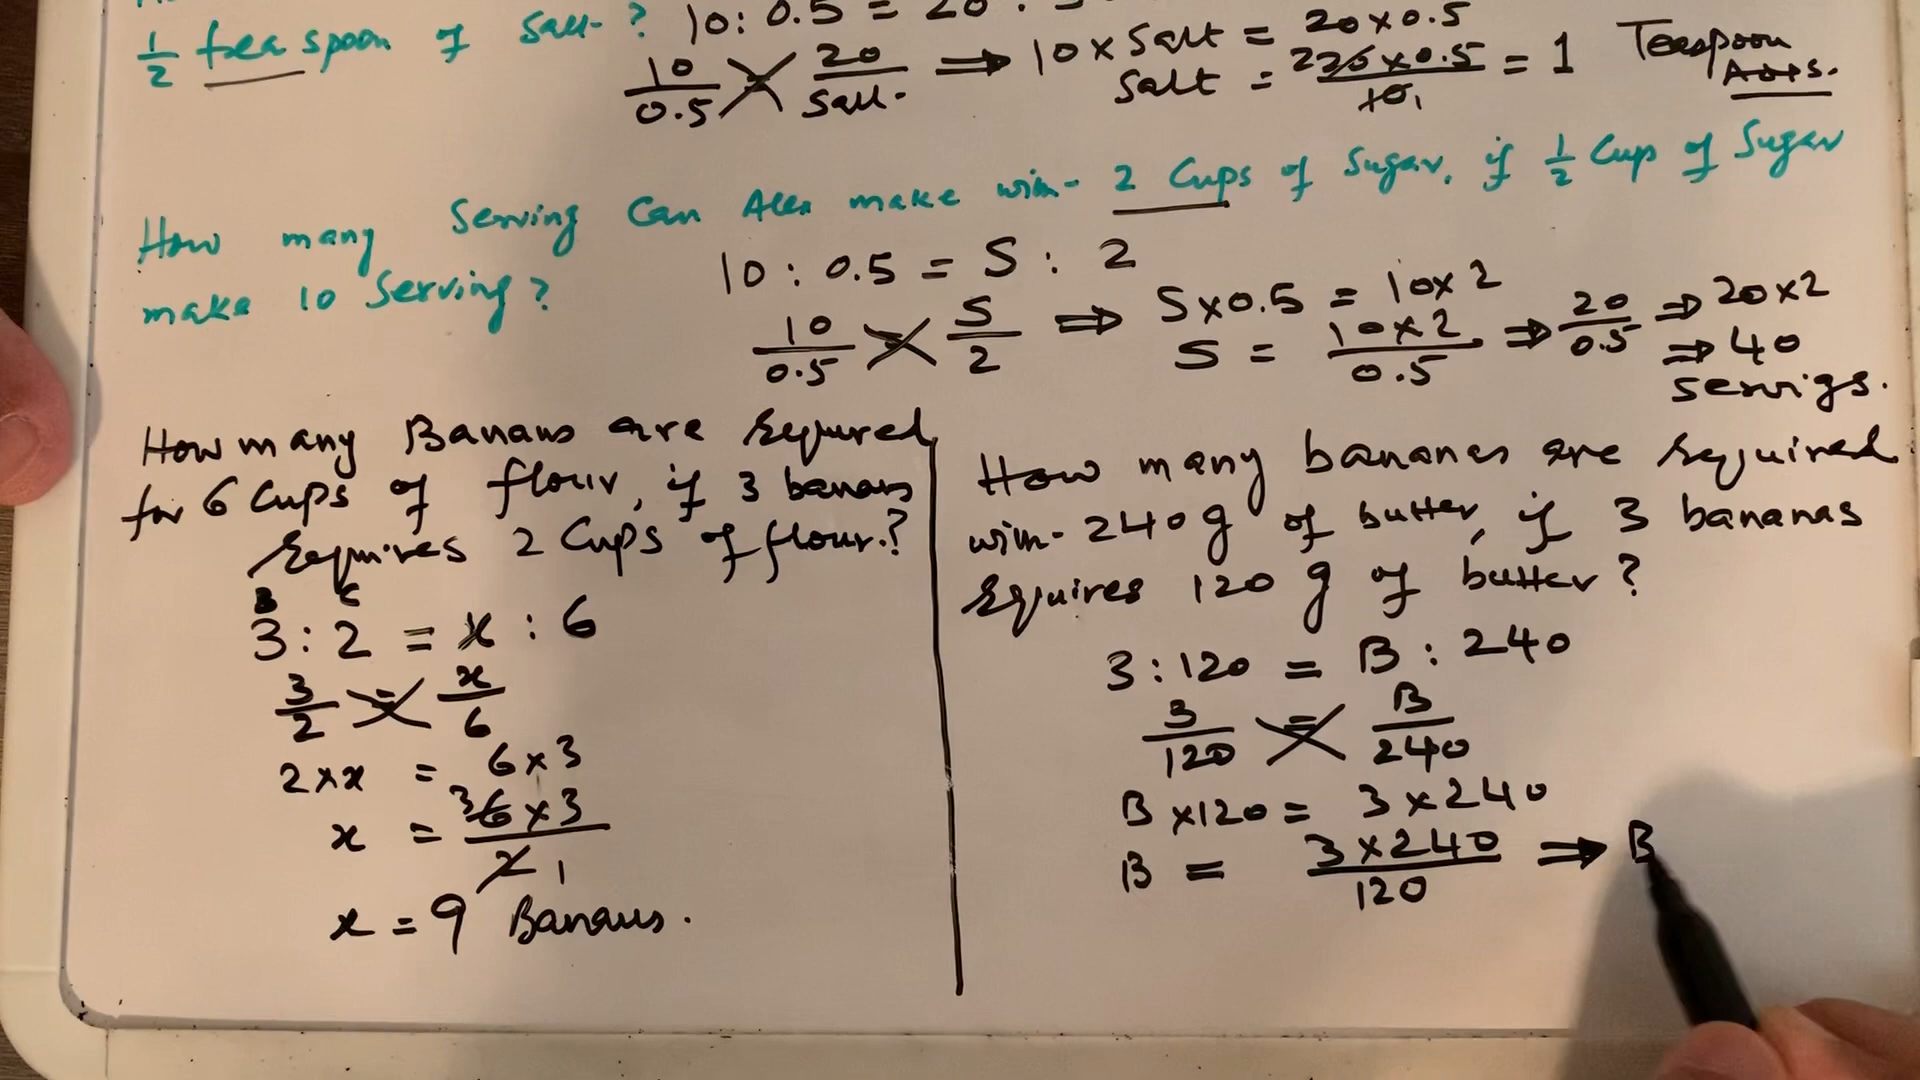 1/2 teaspoon of salt ? 10 : 0.5 = 20 :
10/0.5 20/Salt ⇒ 10 x Salt = 20 x 0.5
Salt = 20 x 0.5 / 10 = 1 Teaspoon
Ans.
How many Serving Can Alex make with 2 Cups of Sugar, if 1/2 Cup of Sugar
make 10 Serving ?
10 : 0.5 = S : 2
10/0.5 S/2 ⇒ S x 0.5 = 10 x 2
S = 10 x 2 / 0.5 ⇒ 20/0.5 ⇒ 20 x 2
⇒ 40
servigs.
How many Banans are required
for 6 Cups of flour, if 3 banans
requires 2 Cups of flour ?
3 : 2 = x : 6
3/2 = x/6
2 x x = 6 x 3
x = 6 x 3 / 2
3 1
x = 9 Banans.
How many bananas are required
with 240 g of butter, if 3 bananas
requires 120 g of butter ?
3 : 120 = B : 240
3/120 = B/240
B x 120 = 3 x 240
B = 3 x 240 / 120 ⇒ B